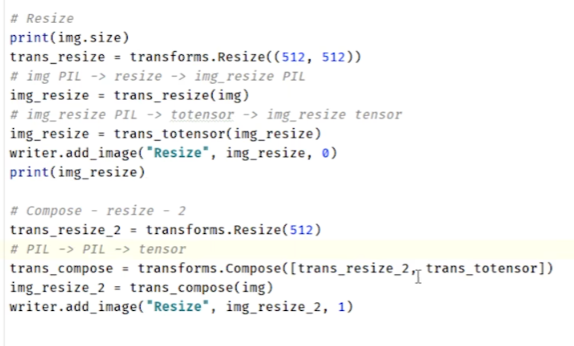 # Resize
print(img.size)
trans_resize = transforms.Resize((512, 512))
# img PIL -> resize -> img_resize PIL
img_resize = trans_resize(img)
# img_resize PIL -> totensor -> img_resize tensor
img_resize = trans_totensor(img_resize)
writer.add_image("Resize", img_resize, 0)
print(img_resize)

# Compose - resize - 2
trans_resize_2 = transforms.Resize(512)
# PIL -> PIL -> tensor
trans_compose = transforms.Compose([trans_resize_2, trans_totensor])
img_resize_2 = trans_compose(img)
writer.add_image("Resize", img_resize_2, 1)